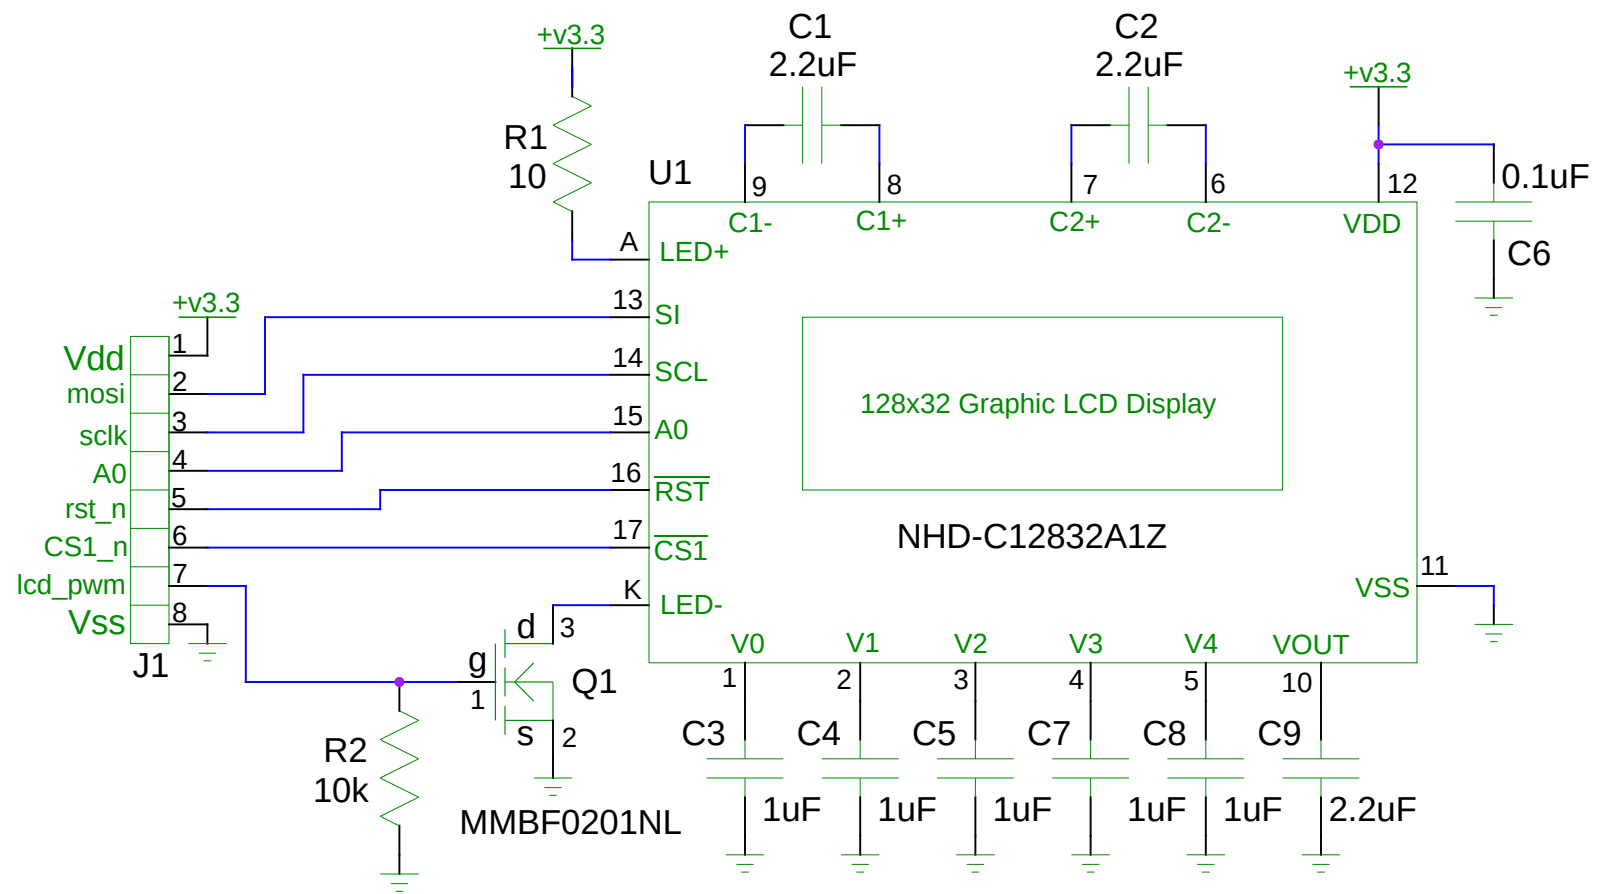 +v3.3
C1
2.2uF
C2
2.2uF
+v3.3
R1
10
U1
9
8
7
6
12
0.1uF
C6
C1-
C1+
C2+
C2-
VDD
A
LED+
+v3.3
13
SI
Vdd
1
14
SCL
mosi
2
128x32 Graphic LCD Display
15
A0
sclk
3
A0
4
16
RST
rst_n
5
17
CS1
NHD-C12832A1Z
CS1_n
6
11
VSS
lcd_pwm
7
K
LED-
Vss
8
J1
d
3
g
1
Q1
s
2
MMBF0201NL
R2
10k
V0
V1
V2
V3
V4
VOUT
1
2
3
4
5
10
C3
C4
C5
C7
C8
C9
1uF
1uF
1uF
1uF
1uF
2.2uF